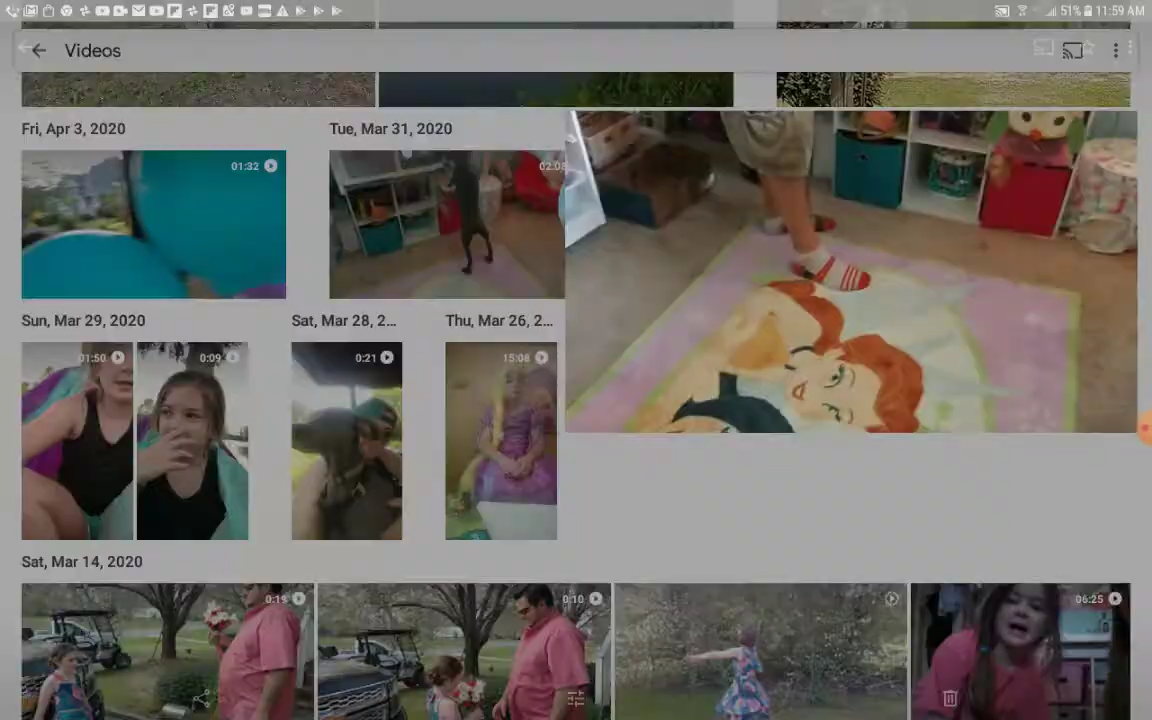 51% 11:59 AM
Videos
Fri, Apr 3, 2020
Tue, Mar 31, 2020
01:32
02:08
Sun, Mar 29, 2020
Sat, Mar 28, 2...
Thu, Mar 26, 2...
01:50
0:09
0:21
15:08
Sat, Mar 14, 2020
0:10
06:25